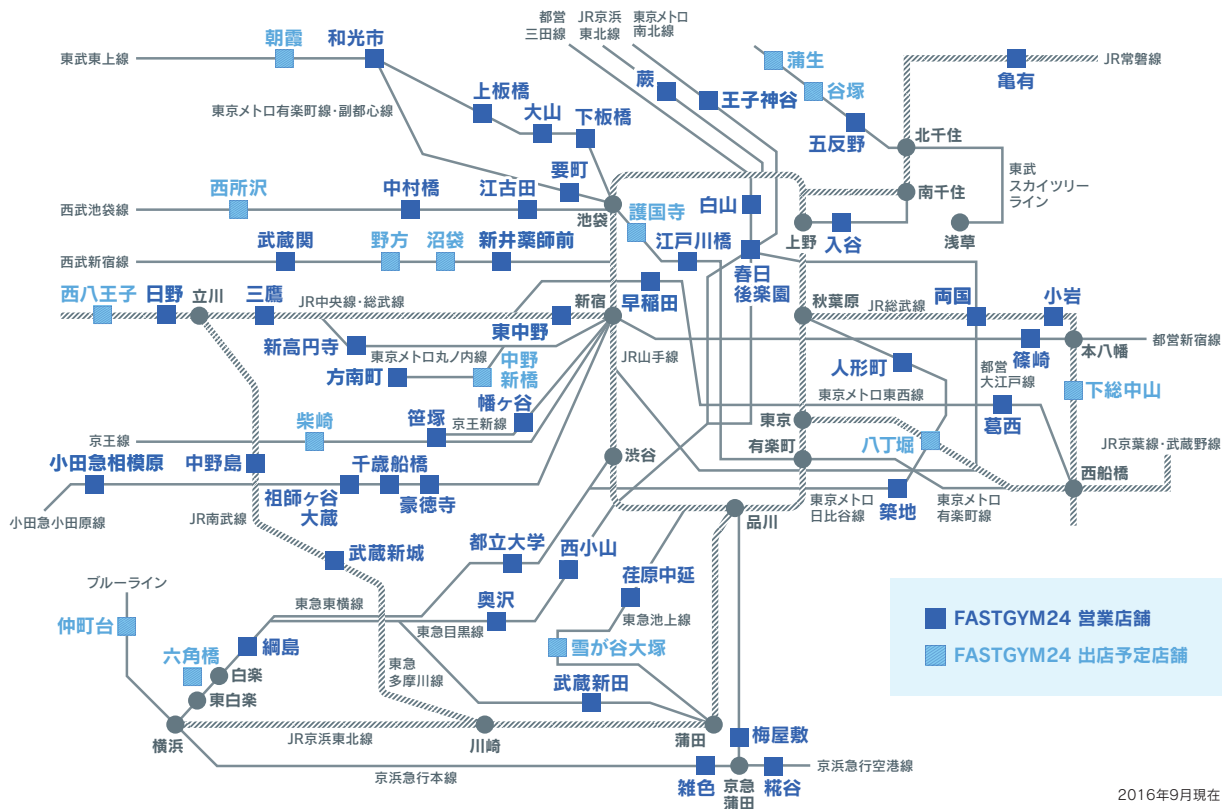 都営
三田線
JR京浜
東北線
東京メトロ
南北線
東武東上線
朝霞
和光市
蕨
王子神谷
蒲生
谷塚
亀有
JR常磐線
東京メトロ有楽町線・副都心線
上板橋
大山
下板橋
五反野
北千住
要町
東武
スカイツリー
ライン
西武池袋線
西所沢
中村橋
江古田
池袋
護国寺
白山
南千住
上野
入谷
浅草
西武新宿線
武蔵関
野方
沼袋
新井薬師前
江戸川橋
春日
後楽園
西八王子
日野
立川
三鷹
JR中央線・総武線
東中野
新宿
早稲田
秋葉原
JR総武線
両国
小岩
新高円寺
東京メトロ丸ノ内線
JR山手線
篠崎
本八幡
都営新宿線
方南町
中野
新橋
人形町
都営
大江戸線
東京メトロ東西線
下総中山
京王線
柴崎
笹塚
幡ヶ谷
京王新線
東京
葛西
八丁堀
有楽町
JR京葉線・武蔵野線
小田急相模原
中野島
千歳船橋
渋谷
西船橋
小田急小田原線
祖師ヶ谷
大蔵
豪徳寺
東京メトロ
日比谷線
築地
東京メトロ
有楽町線
JR南武線
品川
武蔵新城
都立大学
西小山
荏原中延
ブルーライン
東急東横線
奥沢
東急目黒線
東急池上線
仲町台
綱島
雪が谷大塚
六角橋
白楽
東白楽
東急
多摩川線
武蔵新田
横浜
JR京浜東北線
川崎
蒲田
梅屋敷
京浜急行本線
雑色
京急
蒲田
糀谷
京浜急行空港線
FASTGYM24 営業店舗
FASTGYM24 出店予定店舗
2016年9月現在